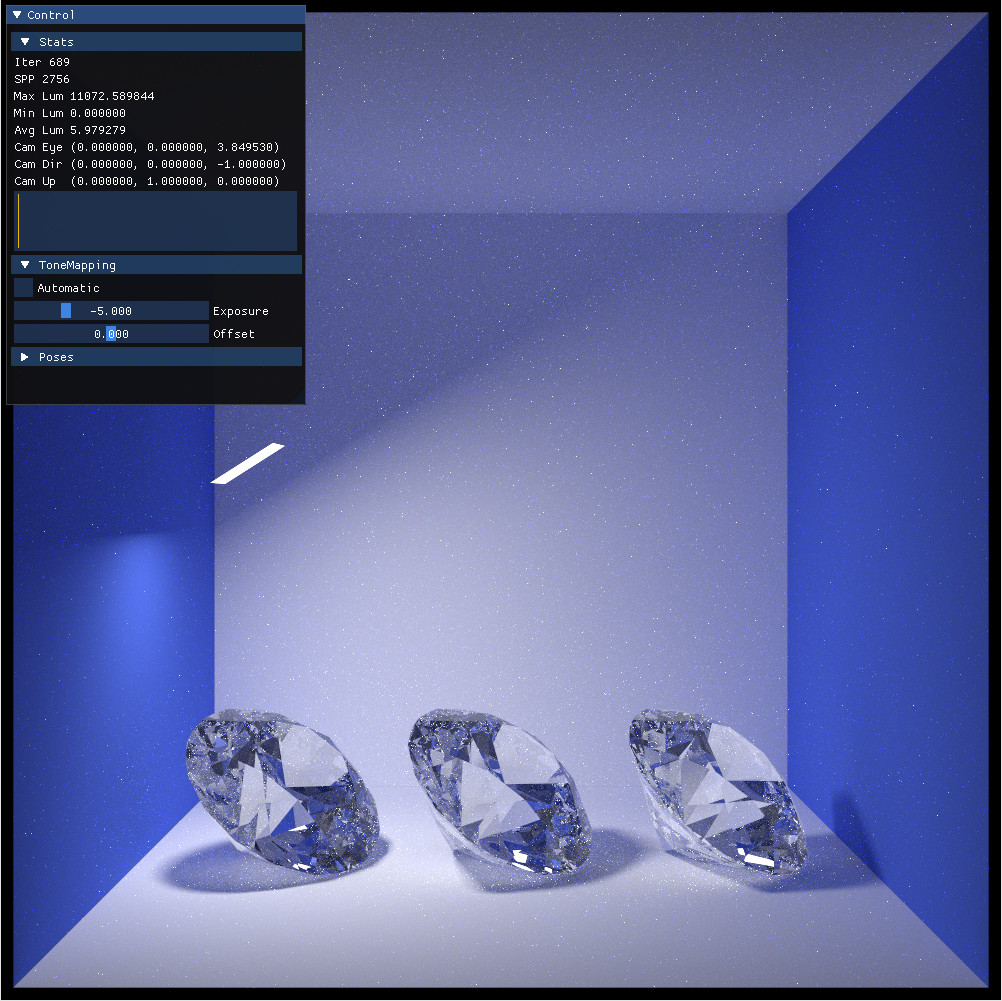 Control
Stats
Iter 689
SPP 2756
Max Lum 11072.589844
Min Lum 0.000000
Avg Lum 5.979279
Cam Eye (0.000000, 0.000000, 3.849530)
Cam Dir (0.000000, 0.000000, -1.000000)
Cam Up (0.000000, 1.000000, 0.000000)
ToneMapping
Automatic
-5.000 Exposure
0.000 Offset
Poses